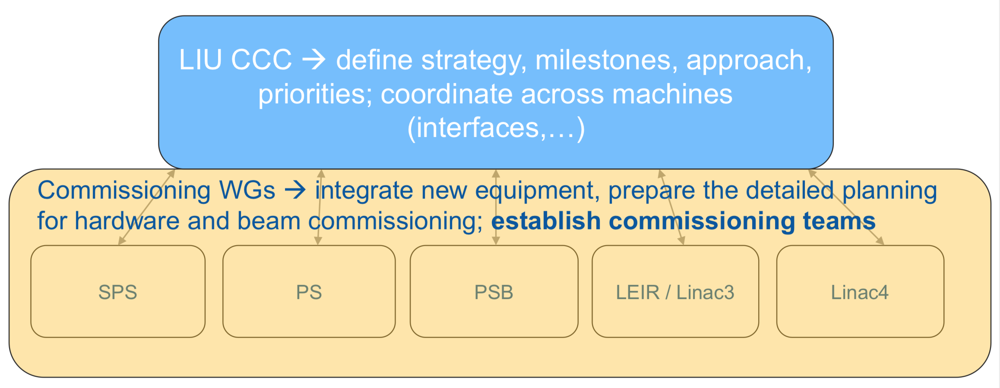 LIU CCC → define strategy, milestones, approach,
priorities; coordinate across machines
(interfaces,…)
Commissioning WGs → integrate new equipment, prepare the detailed planning
for hardware and beam commissioning; establish commissioning teams
SPS
PS
PSB
LEIR / Linac3
Linac4